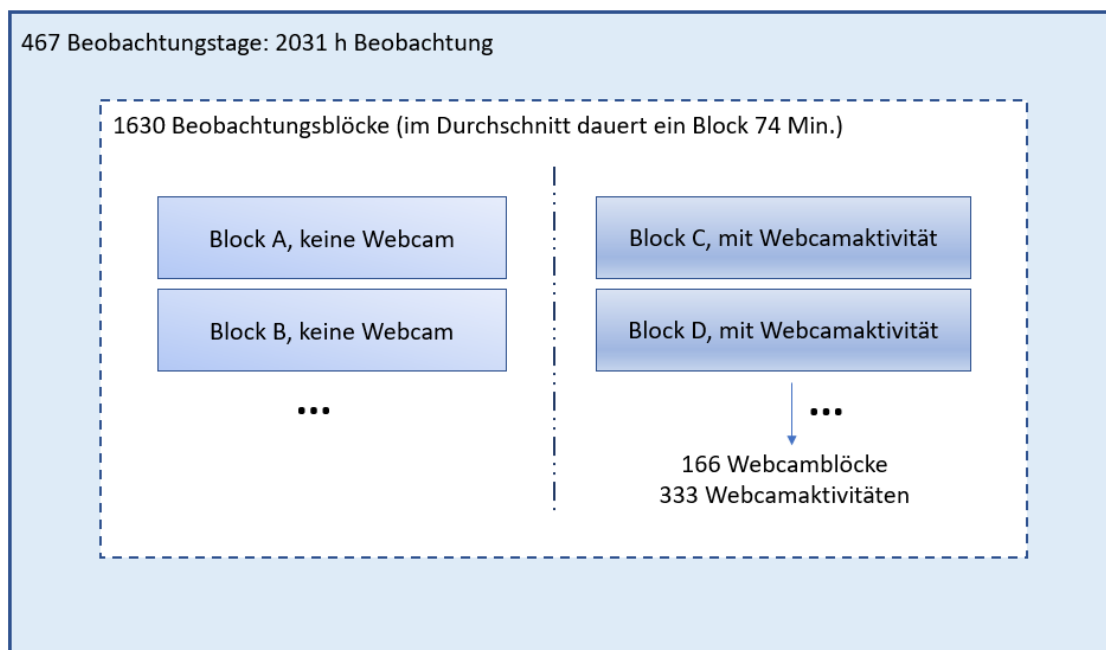 467 Beobachtungstage: 2031 h Beobachtung
1630 Beobachtungsblöcke (im Durchschnitt dauert ein Block 74 Min.)
Block A, keine Webcam
Block B, keine Webcam
...
Block C, mit Webcamaktivität
Block D, mit Webcamaktivität
...
166 Webcamblöcke
333 Webcamaktivitäten